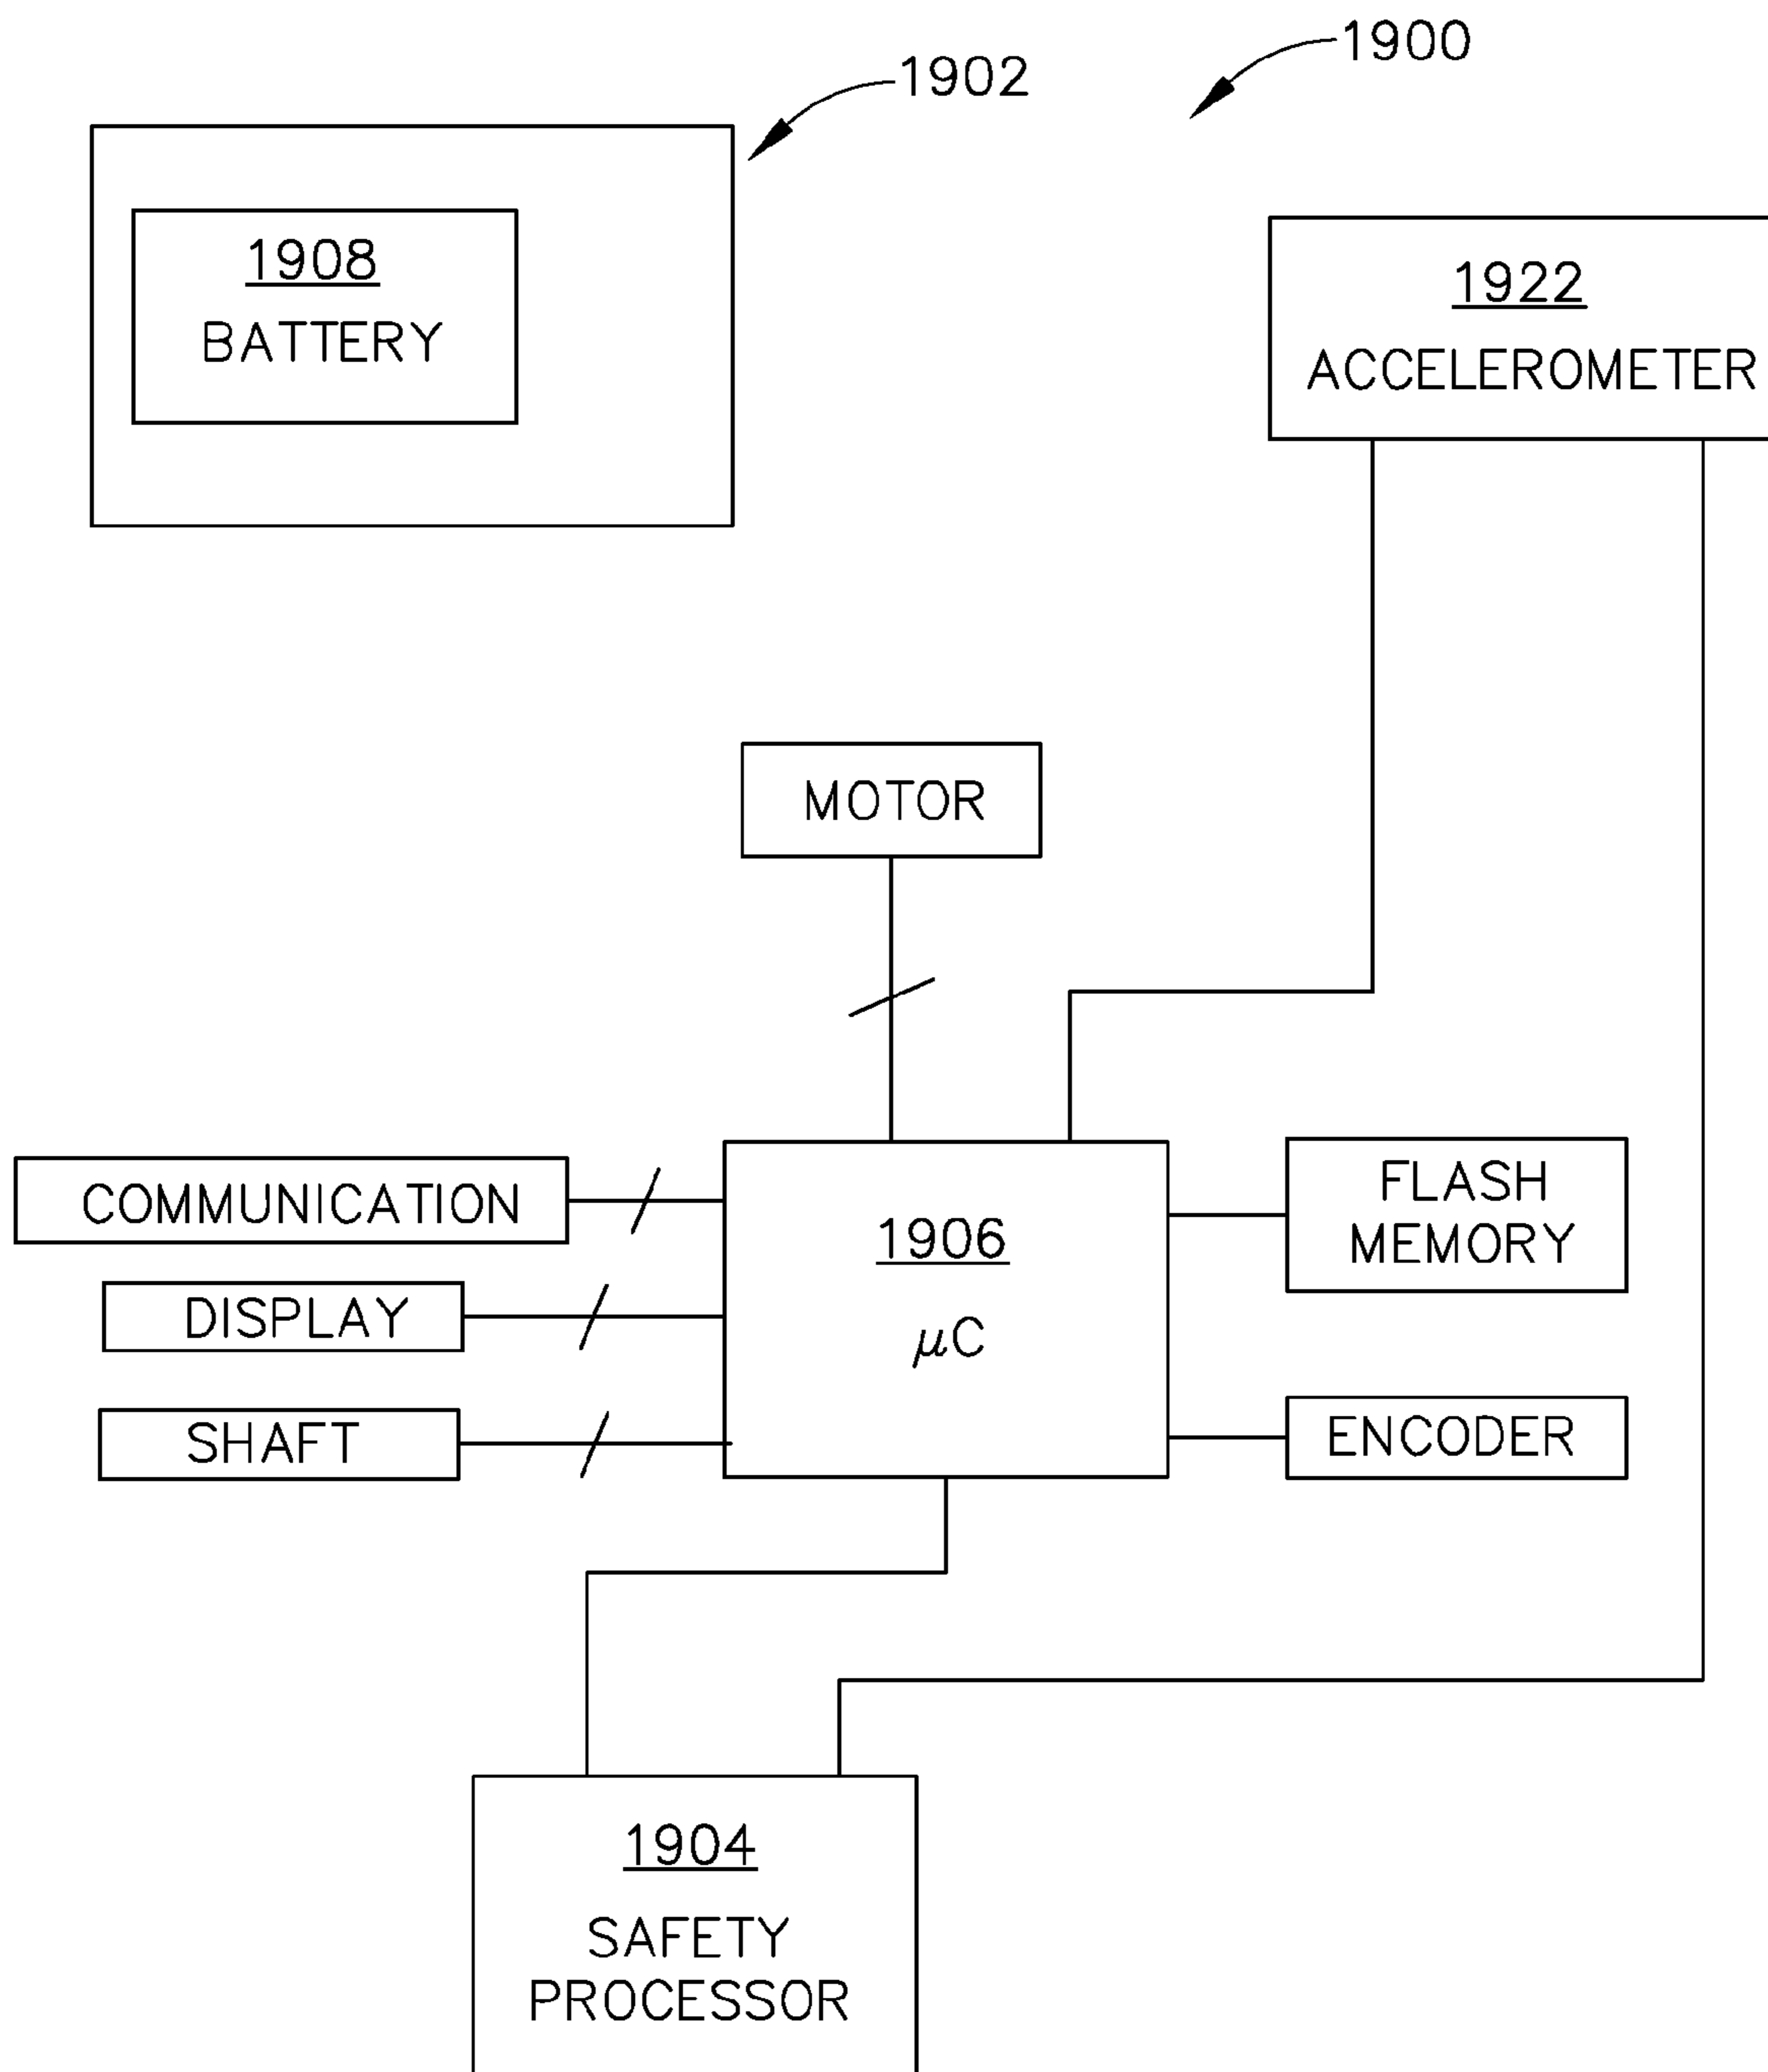 1900
1902
1908
BATTERY
1922
ACCELEROMETER
MOTOR
COMMUNICATION
DISPLAY
SHAFT
1906
μC
FLASH
MEMORY
ENCODER
1904
SAFETY
PROCESSOR